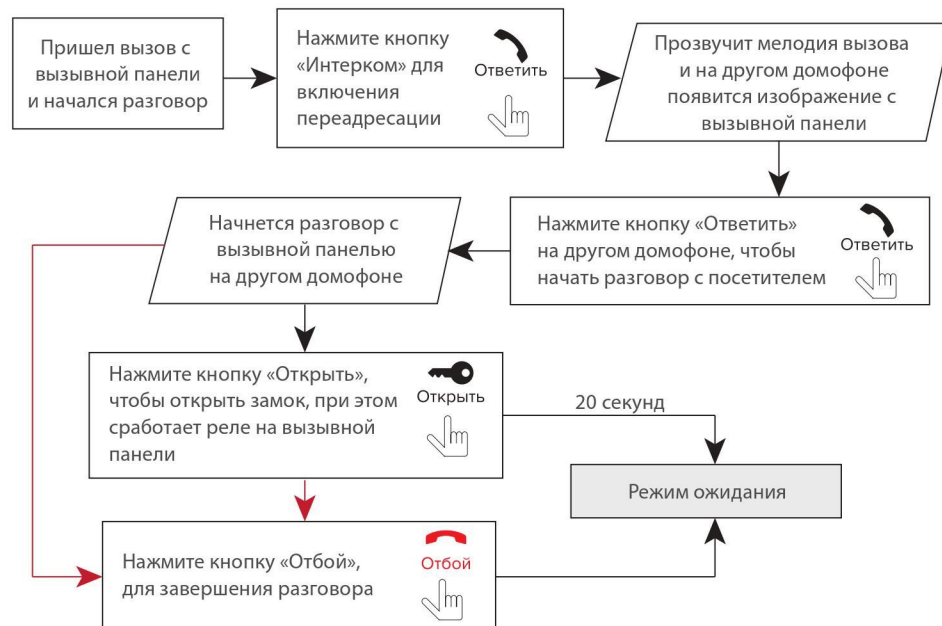 Пришел вызов с
вызывной панели
и начался разговор
Нажмите кнопку
«Интерком» для
включения
переадресации
Ответить
Прозвучит мелодия вызова
и на другом домофоне
появится изображение с
вызывной панели
Начнется разговор с
вызывной панелью
на другом домофоне
Нажмите кнопку «Ответить»
на другом домофоне, чтобы
начать разговор с посетителем
Ответить
Нажмите кнопку «Открыть»,
чтобы открыть замок, при этом
сработает реле на вызывной
панели
Открыть
20 секунд
Режим ожидания
Нажмите кнопку «Отбой»,
для завершения разговора
Отбой